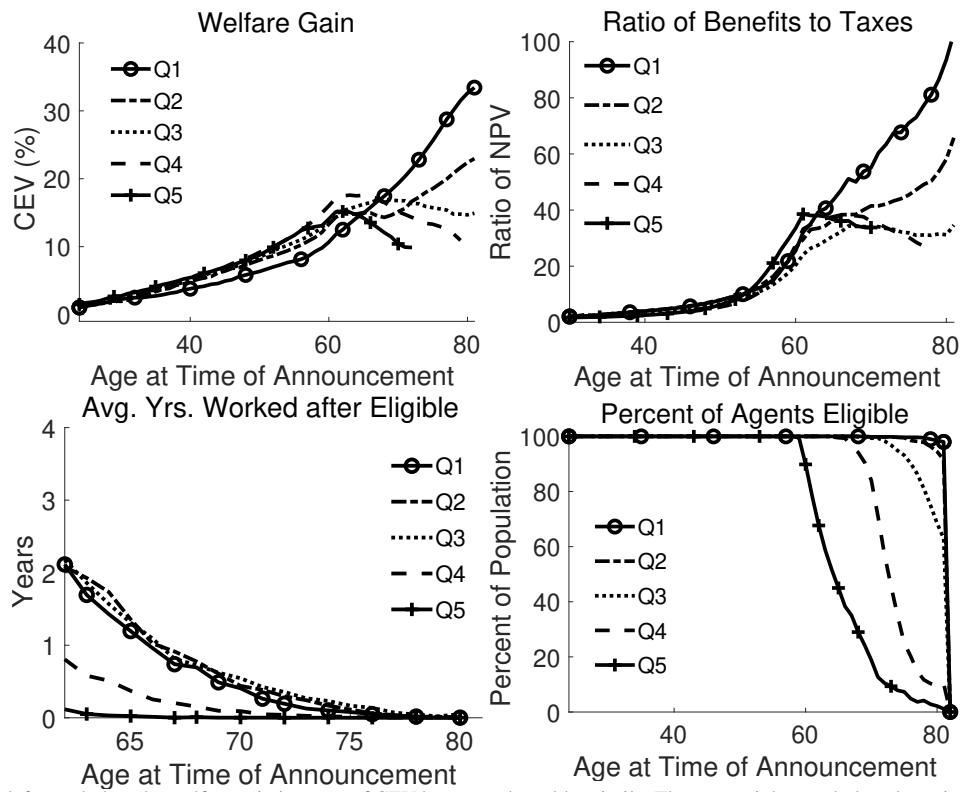 Welfare Gain
40
30
20
10
0
CEV (%)
Q1
Q2
Q3
Q4
Q5
40
60
80
Age at Time of Announcement
Ratio of Benefits to Taxes
100
80
60
40
20
0
Ratio of NPV
Q1
Q2
Q3
Q4
Q5
40
60
80
Age at Time of Announcement
Avg. Yrs. Worked after Eligible
4
3
2
1
0
Years
Q1
Q2
Q3
Q4
Q5
65
70
75
80
Age at Time of Announcement
Percent of Agents Eligible
100
80
60
40
20
0
Percent of Population
Q1
Q2
Q3
Q4
Q5
40
60
80
Age at Time of Announcement